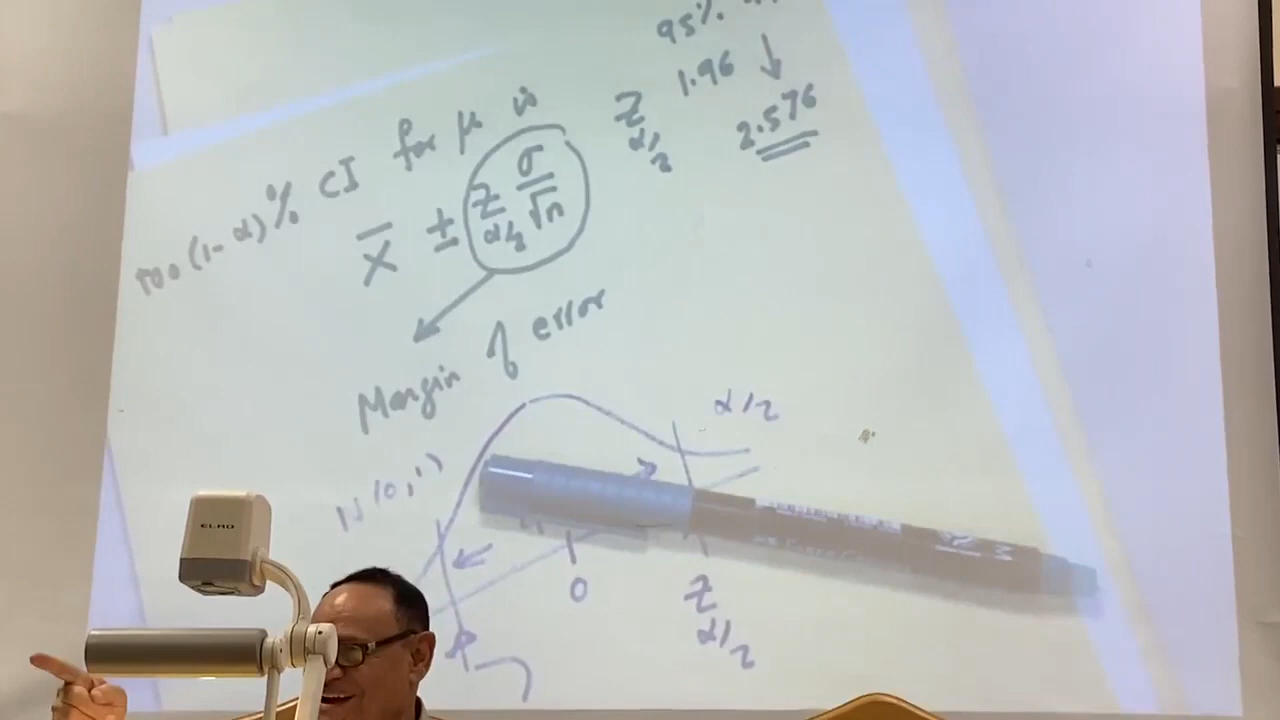 95%
1.96
Z α/2
2.576
100 (1-α)% CI for μ is
X̄ ± Z α/2 σ/√n
Margin of error
α/2
N(0,1)
0
Z α/2
ELMO